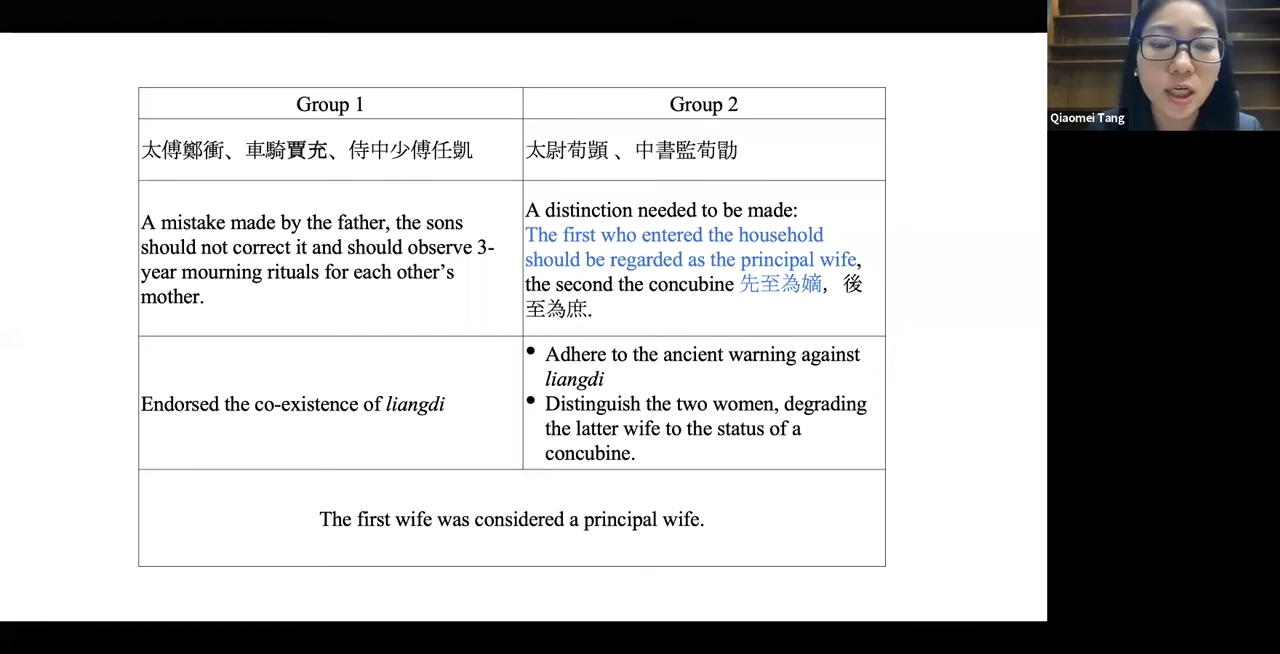 Group 1
Group 2
太傅鄭衝、車騎賈充、侍中少傅任凱
太尉荀顗 、中書監荀勖
A mistake made by the father, the sons
should not correct it and should observe 3-
year mourning rituals for each other’s
mother.
A distinction needed to be made:
The first who entered the household
should be regarded as the principal wife,
the second the concubine 先至為嫡，後
至為庶.
Endorsed the co-existence of liangdi
• Adhere to the ancient warning against
liangdi
• Distinguish the two women, degrading
the latter wife to the status of a
concubine.
The first wife was considered a principal wife.
Qiaomei Tang